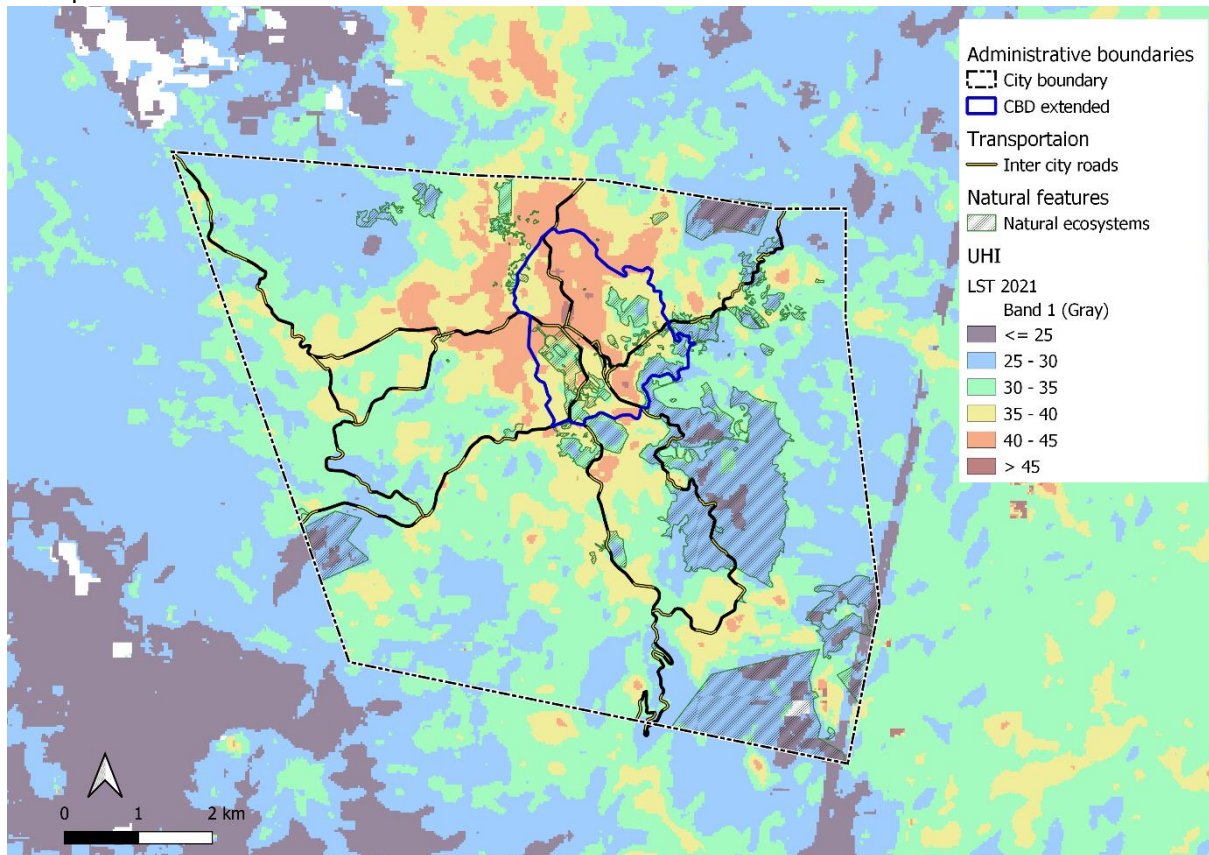 Administrative boundaries
City boundary
CBD extended
Transportaion
Inter city roads
Natural features
Natural ecosystems
UHI
LST 2021
Band 1 (Gray)
<= 25
25 - 30
30 - 35
35 - 40
40 - 45
> 45
0 1 2 km